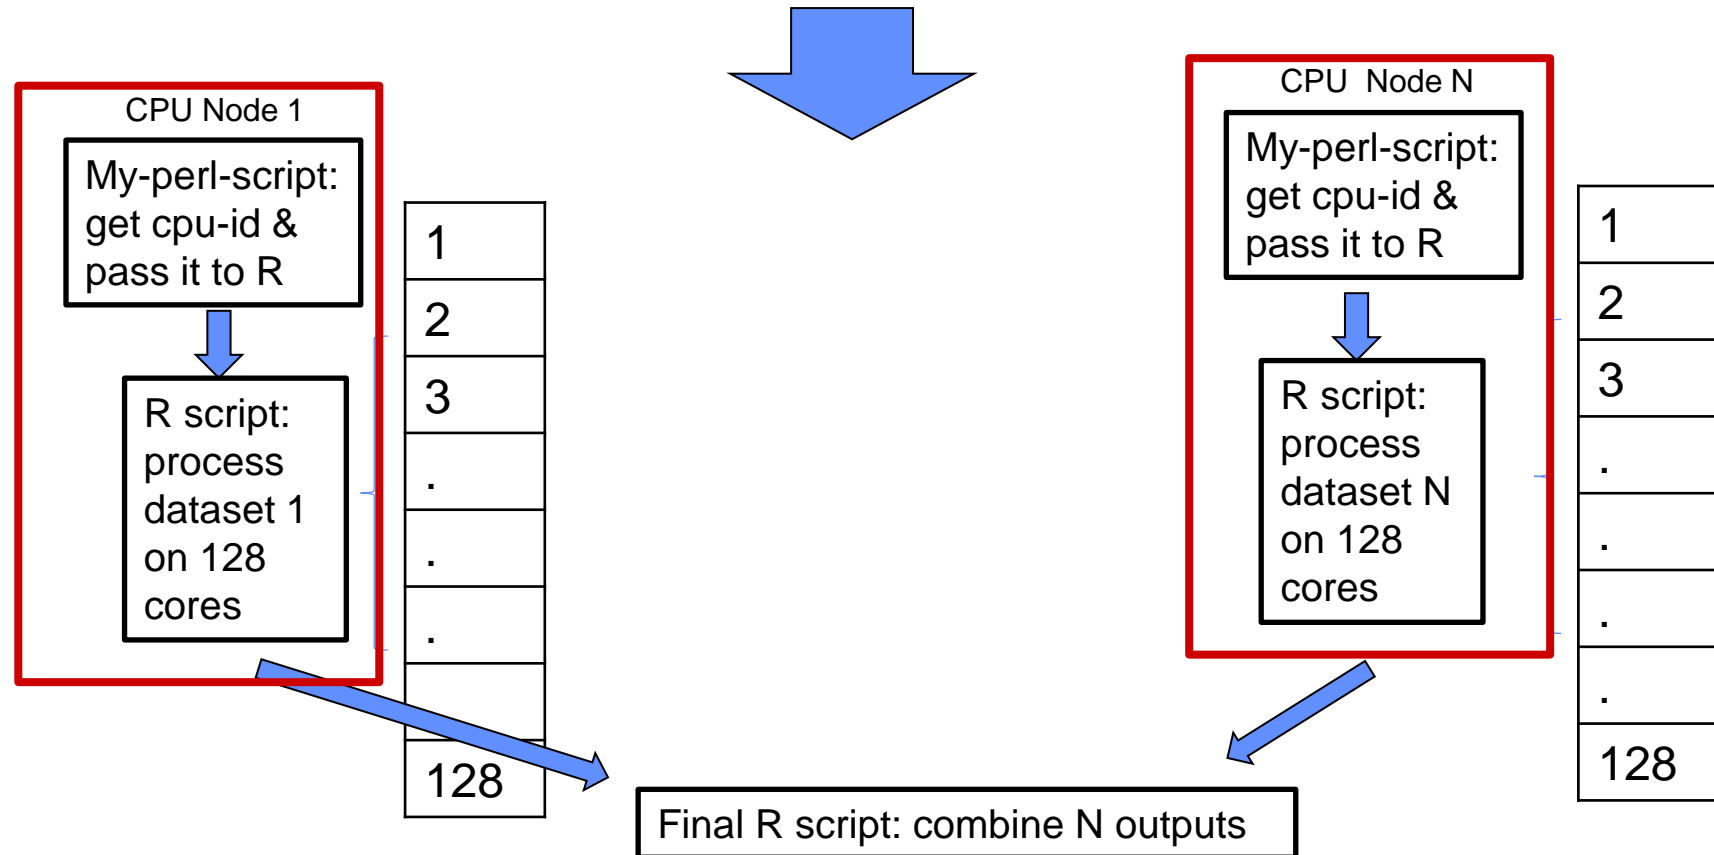 CPU Node 1
My-perl-script:
get cpu-id &
pass it to R
R script:
process
dataset 1
on 128
cores
1
2
3
.
.
.
128
CPU Node N
My-perl-script:
get cpu-id &
pass it to R
R script:
process
dataset N
on 128
cores
1
2
3
.
.
.
.
128
Final R script: combine N outputs